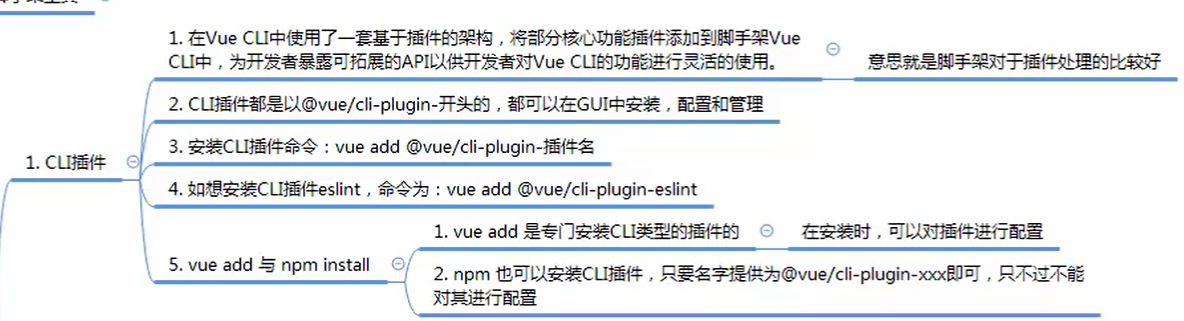 1. 在Vue CLI中使用了一套基于插件的架构，将部分核心功能插件添加到脚手架Vue
CLI中，为开发者暴露可拓展的API以供开发者对Vue CLI的功能进行灵活的使用。
意思就是脚手架对于插件处理的比较好
2. CLI插件都是以@vue/cli-plugin-开头的，都可以在GUI中安装，配置和管理
3. 安装CLI插件命令：vue add @vue/cli-plugin-插件名
1. CLI插件
4. 如想安装CLI插件eslint，命令为：vue add @vue/cli-plugin-eslint
1. vue add 是专门安装CLI类型的插件的
在安装时，可以对插件进行配置
5. vue add 与 npm install
2. npm 也可以安装CLI插件，只要名字提供为@vue/cli-plugin-xxx即可，只不过不能
对其进行配置